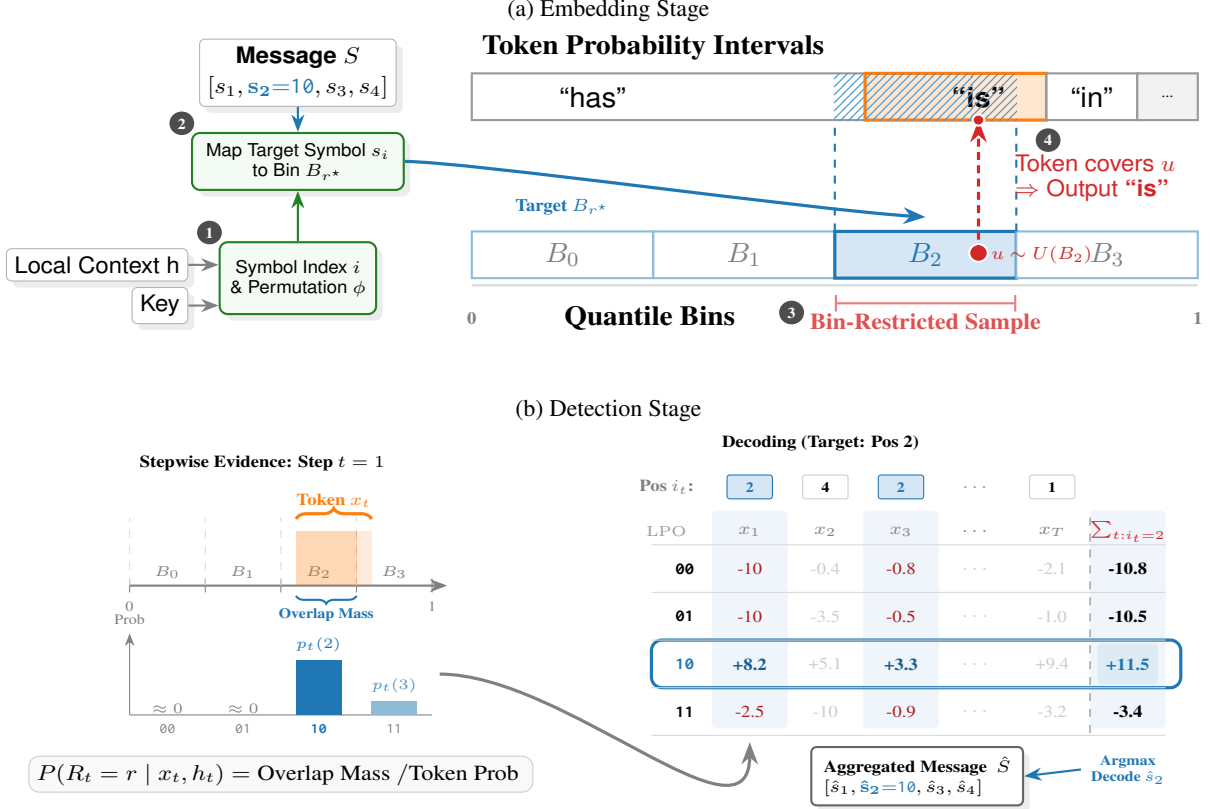 (a) Embedding Stage
Message S
[s₁, s₂=10, s₃, s₄]
2
Map Target Symbol sᵢ
to Bin B_{r⋆}
1
Local Context h
Key
Symbol Index i
& Permutation ϕ
Token Probability Intervals
“has”
“is”
“in”
...
4
Token covers u
⇒ Output “is”
Target B_{r⋆}
B₀
B₁
B₂
u ∼ U(B₂)
B₃
0
Quantile Bins
3
Bin-Restricted Sample
1
(b) Detection Stage
Stepwise Evidence: Step t = 1
Token xₜ
B₀ B₁ B₂ B₃
0
1
Overlap Mass
Prob
pₜ(2)
pₜ(3)
≈ 0 ≈ 0
00 01 10 11
P(Rₜ = r | xₜ, hₜ) = Overlap Mass /Token Prob
Decoding (Target: Pos 2)
Pos iₜ: 2 4 2 · · · 1
LPO x₁ x₂ x₃ · · · x_T ∑_{t:iₜ=2}
00 -10 -0.4 -0.8 · · · -2.1 -10.8
01 -10 -3.5 -0.5 · · · -1.0 -10.5
10 +8.2 +5.1 +3.3 · · · +9.4 +11.5
11 -2.5 -10 -0.9 · · · -3.2 -3.4
Aggregated Message Ŝ
[ŝ₁, ŝ₂=10, ŝ₃, ŝ₄]
Argmax
Decode ŝ₂